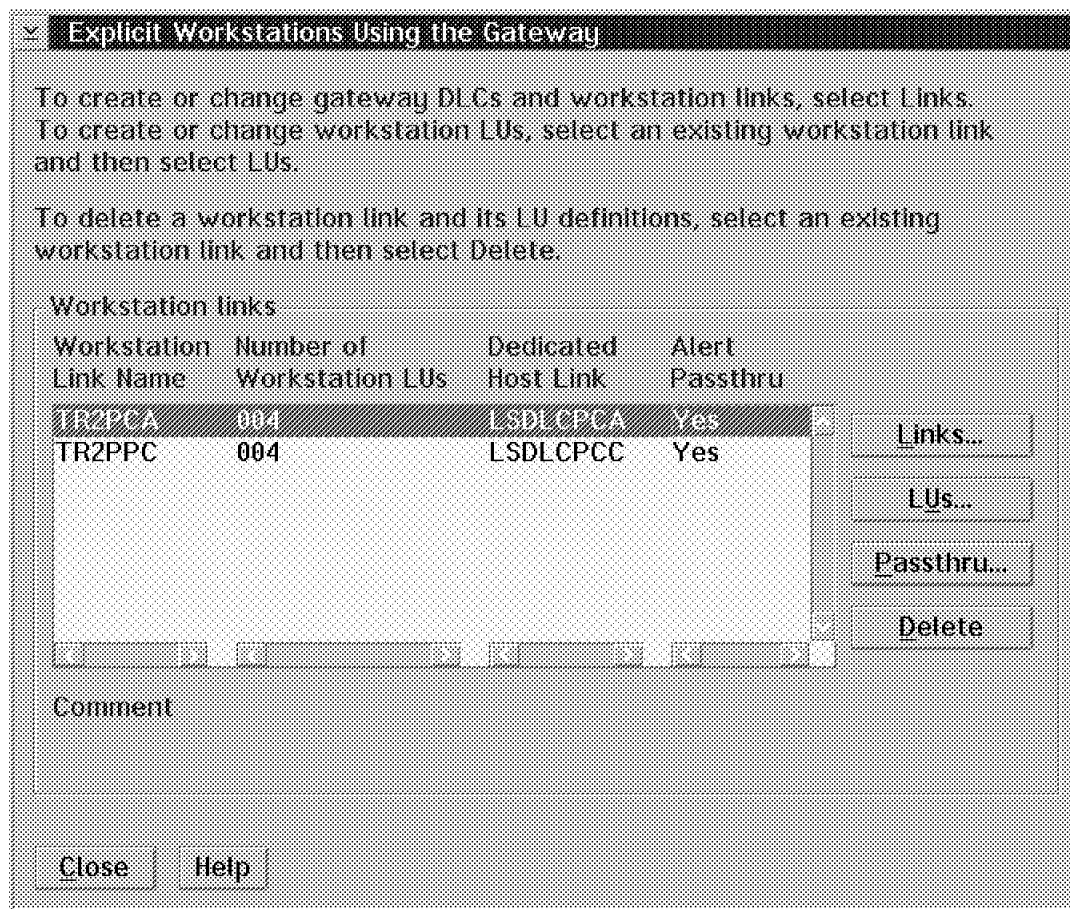 Explicit Workstations Using the Gateway
To create or change gateway DLCs and workstation links, select Links.
To create or change workstation LUs, select an existing workstation link
and then select LUs.
To delete a workstation link and its LU definitions, select an existing
workstation link and then select Delete.
Workstation links
Workstation Number of Dedicated Alert
Link Name Workstation LUs Host Link Passthru
TR2PCA 004 LSDLCPCA Yes
TR2PPC 004 LSDLCPCC Yes
Links...
LUs...
Passthru...
Delete
Comment
Close Help